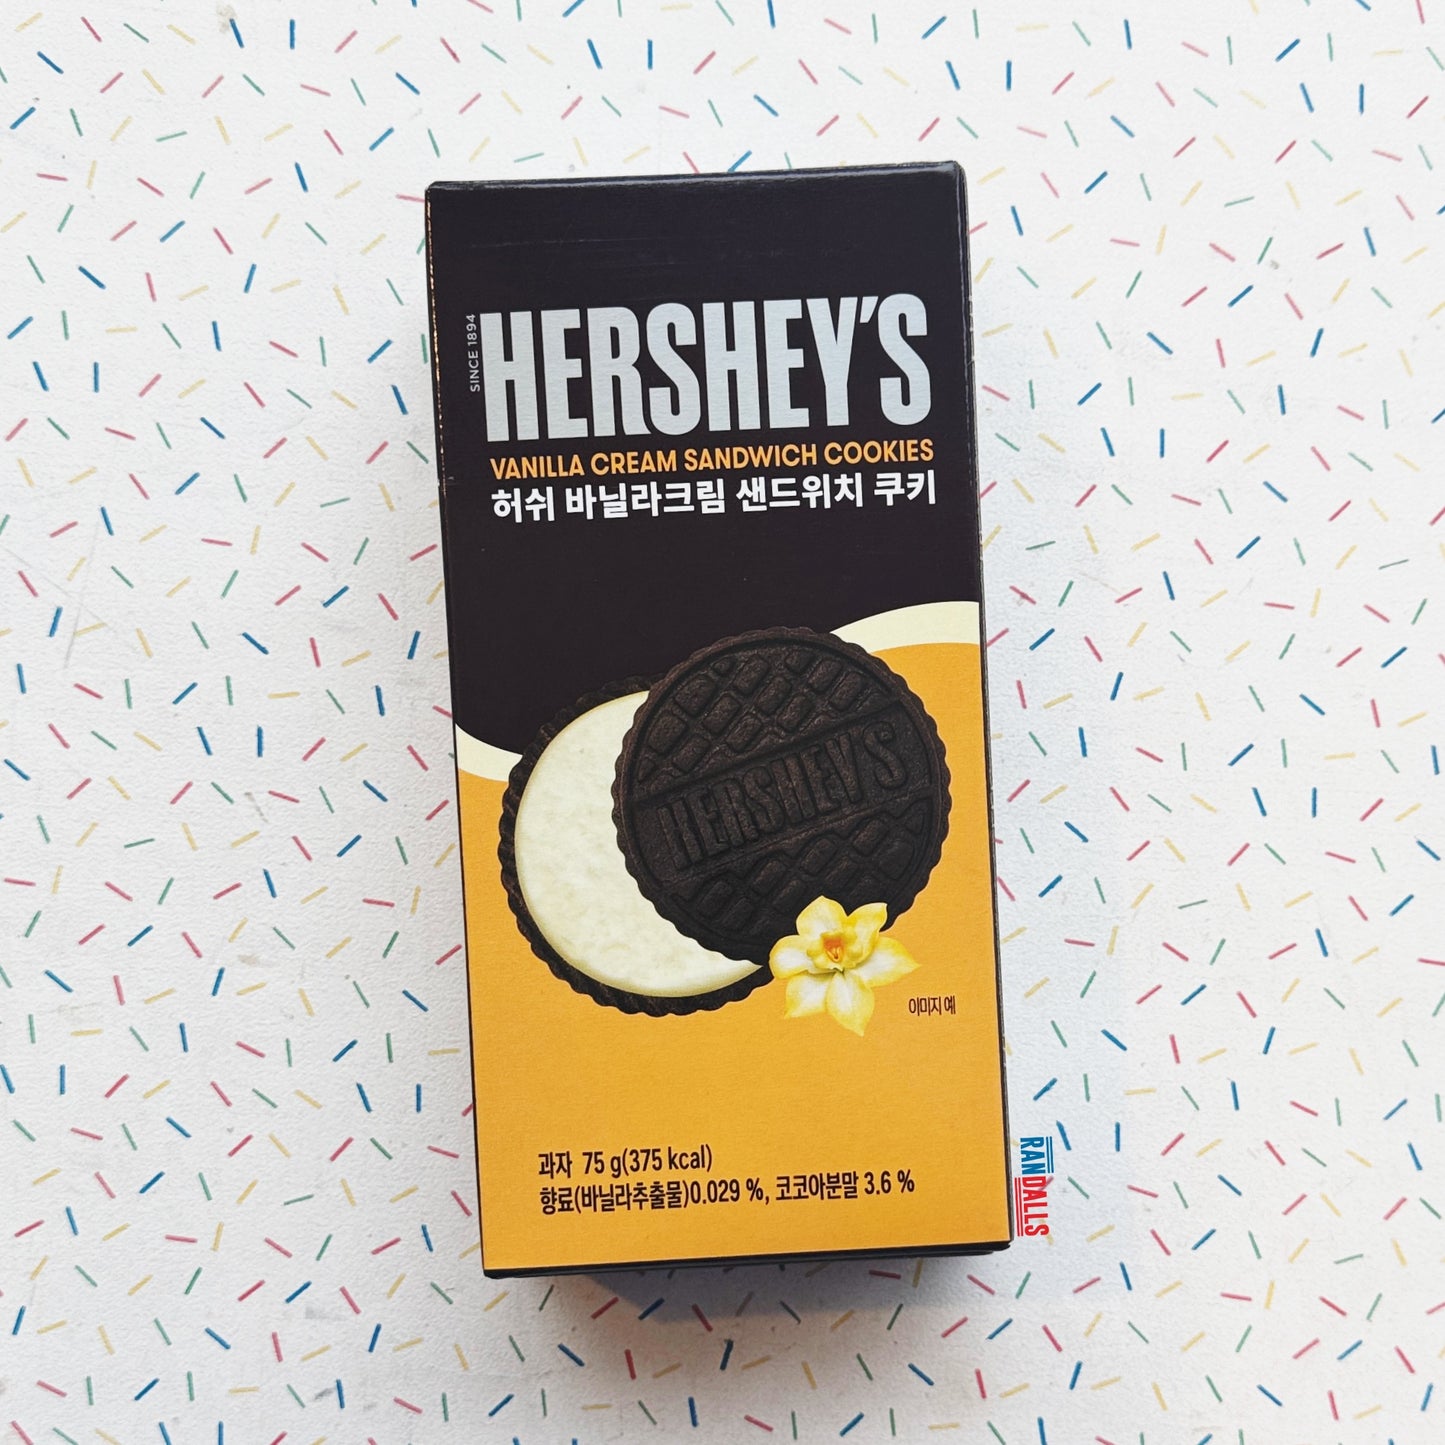 SINCE 1894
HERSHEY'S
VANILLA CREAM SANDWICH COOKIES
허쉬 바닐라크림 샌드위치 쿠키
HERSHEY'S
이미지 예
과자 75 g(375 kcal)
향료(바닐라추출물)0.029 %, 코코아분말 3.6 %
RANDALLS